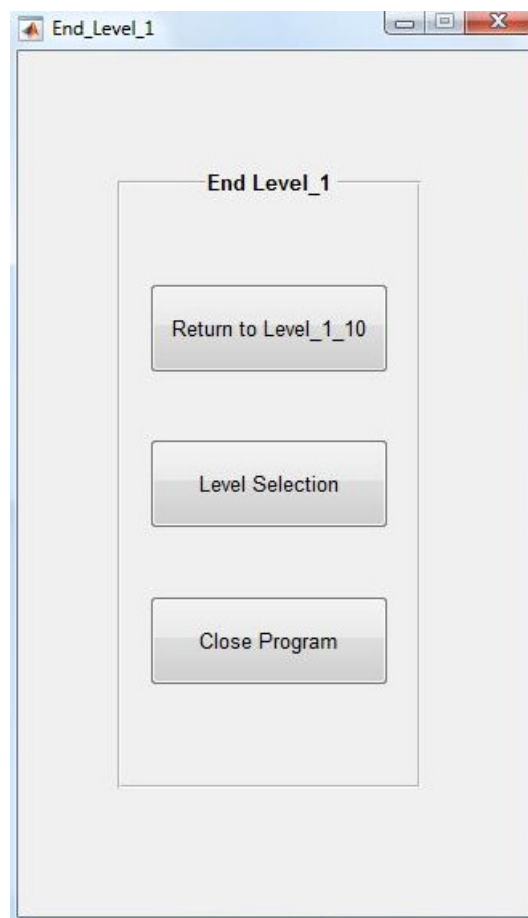 End_Level_1
End Level_1
Return to Level_1_10
Level Selection
Close Program